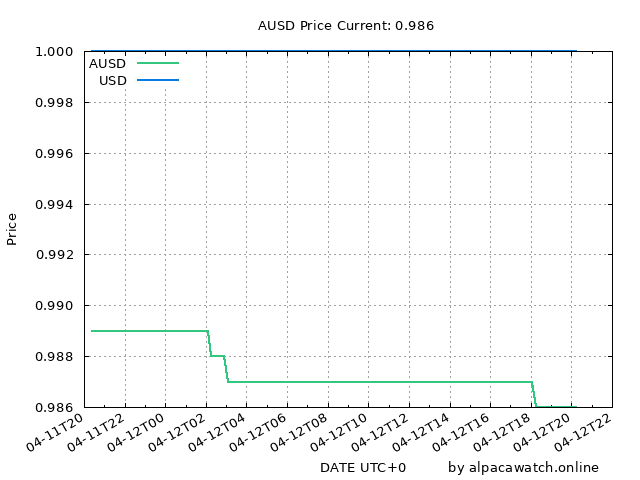 AUSD Price Current: 0.986
1.000
AUSD
USD
0.998
0.996
0.994
Price
0.992
0.990
0.988
0.986
04-11T20 04-11T22 04-12T00 04-12T02 04-12T04 04-12T06 04-12T08 04-12T10 04-12T12 04-12T14 04-12T16 04-12T18 04-12T20 04-12T22
DATE UTC+0 by alpacawatch.online